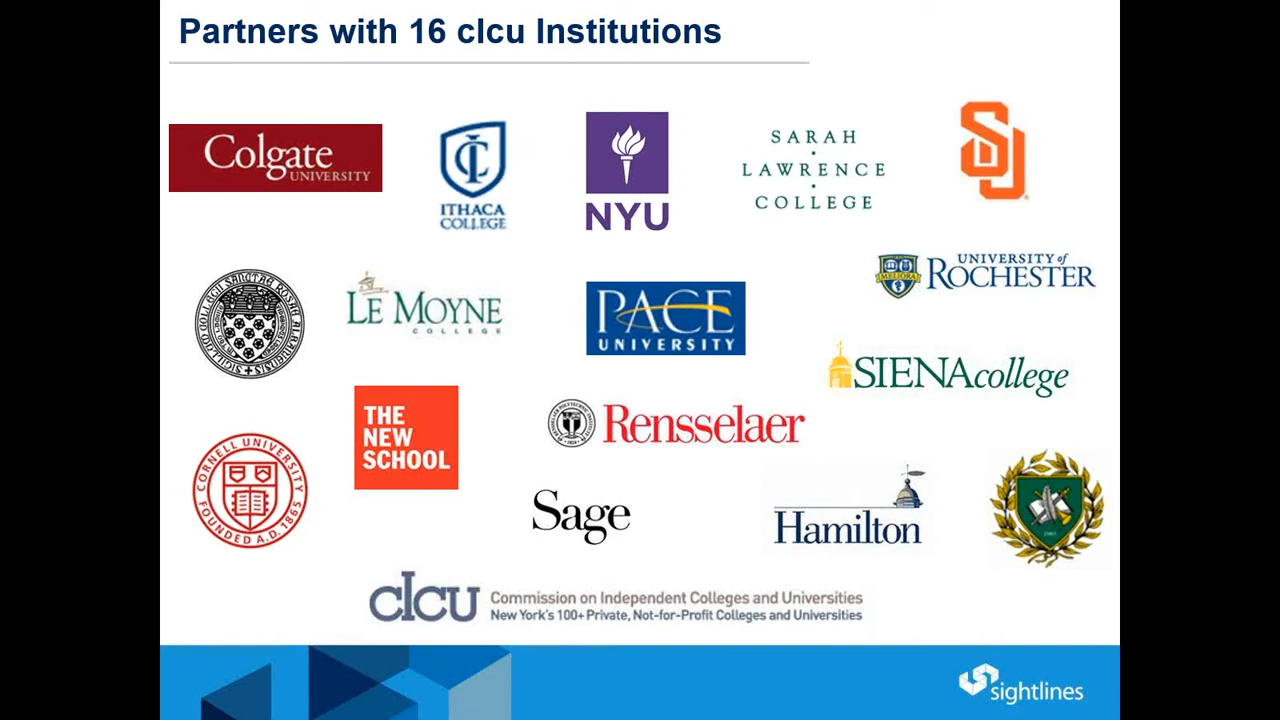 Partners with 16 cIcu Institutions
Colgate
UNIVERSITY
ITHACA
COLLEGE
NYU
SARAH
LAWRENCE
COLLEGE
UNIVERSITY of
ROCHESTER
MELIORA
LE MOYNE
COLLEGE
PACE
UNIVERSITY
SIENAcollege
THE
NEW
SCHOOL
Rensselaer
CORNELL UNIVERSITY
FOUNDED A.D. 1865
Sage
Hamilton
cIcu
Commission on Independent Colleges and Universities
New York's 100+ Private, Not-for-Profit Colleges and Universities
sightlines